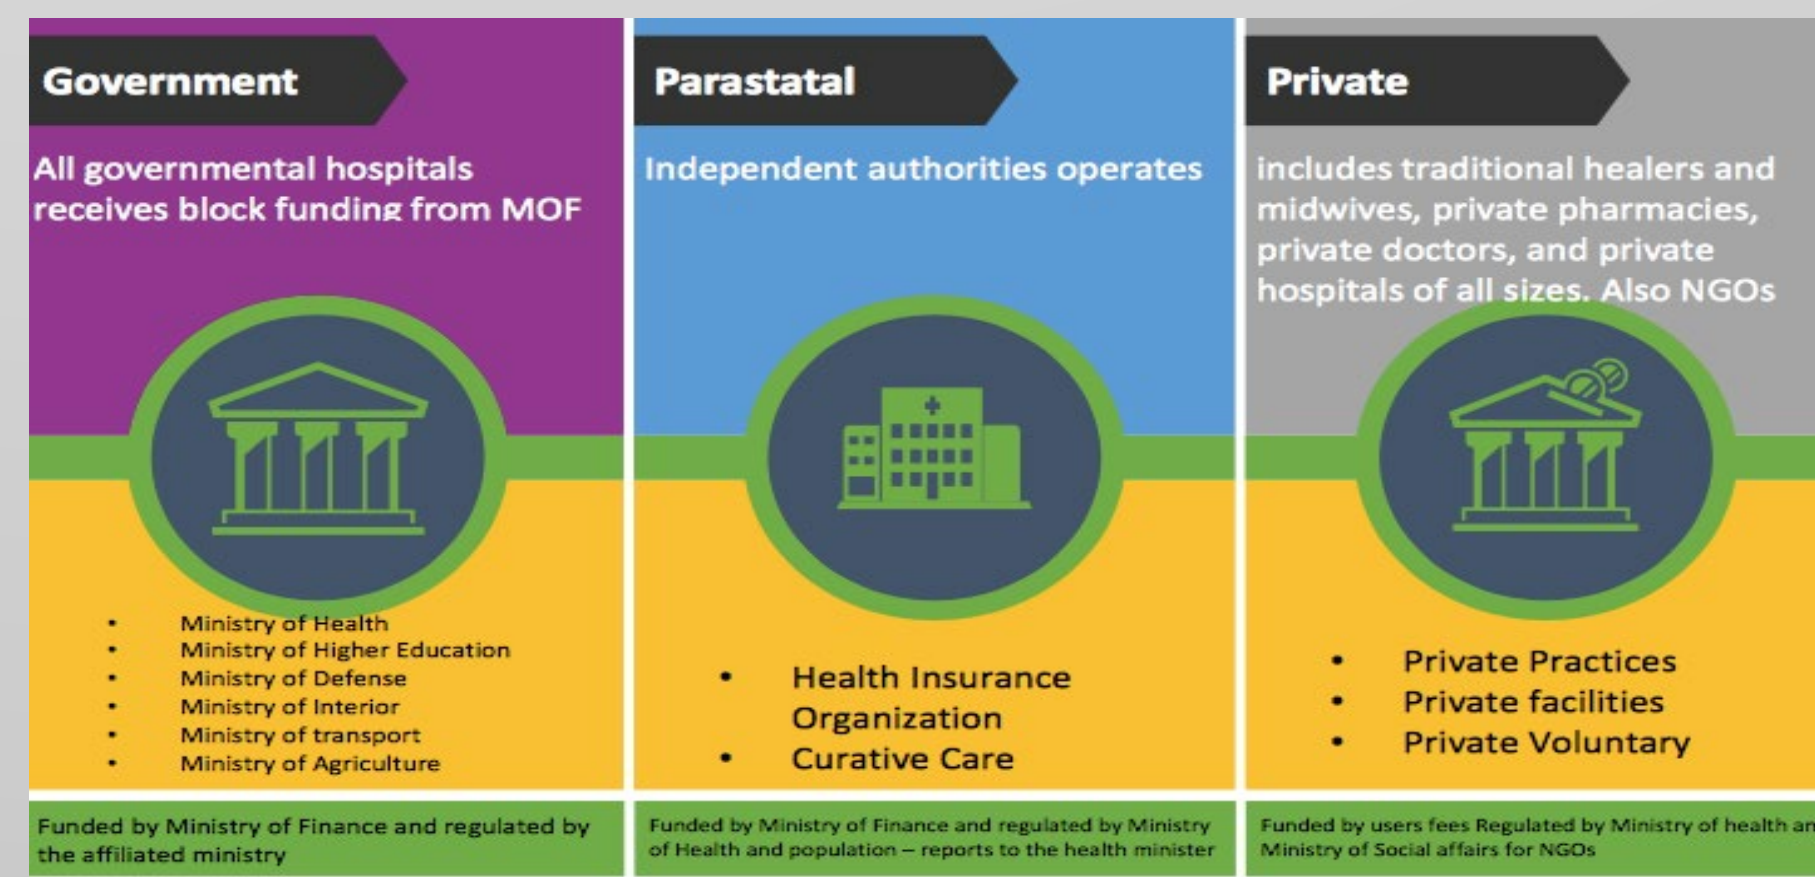 Government
All governmental hospitals
receives block funding from MOF
• Ministry of Health
• Ministry of Higher Education
• Ministry of Defense
• Ministry of Interior
• Ministry of transport
• Ministry of Agriculture
Funded by Ministry of Finance and regulated by
the affiliated ministry
Parastatal
Independent authorities operates
• Health Insurance
Organization
• Curative Care
Funded by Ministry of Finance and regulated by Ministry
of Health and population – reports to the health minister
Private
includes traditional healers and
midwives, private pharmacies,
private doctors, and private
hospitals of all sizes. Also NGOs
• Private Practices
• Private facilities
• Private Voluntary
Funded by users fees Regulated by Ministry of health an
Ministry of Social affairs for NGOs